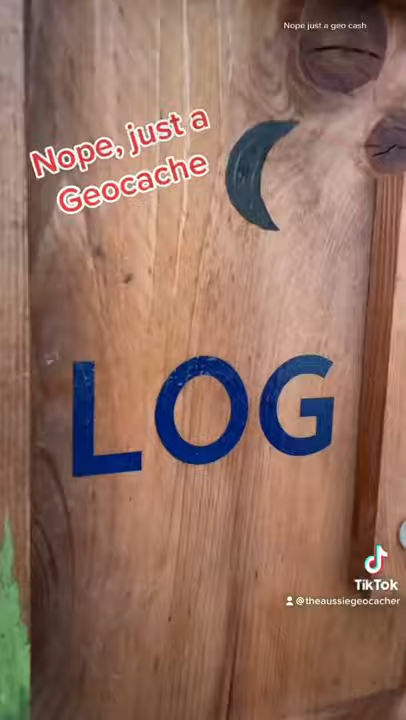 Nope just a geo cash
Nope, just a
Geocache
LOG
TikTok
@theaussiegeocacher